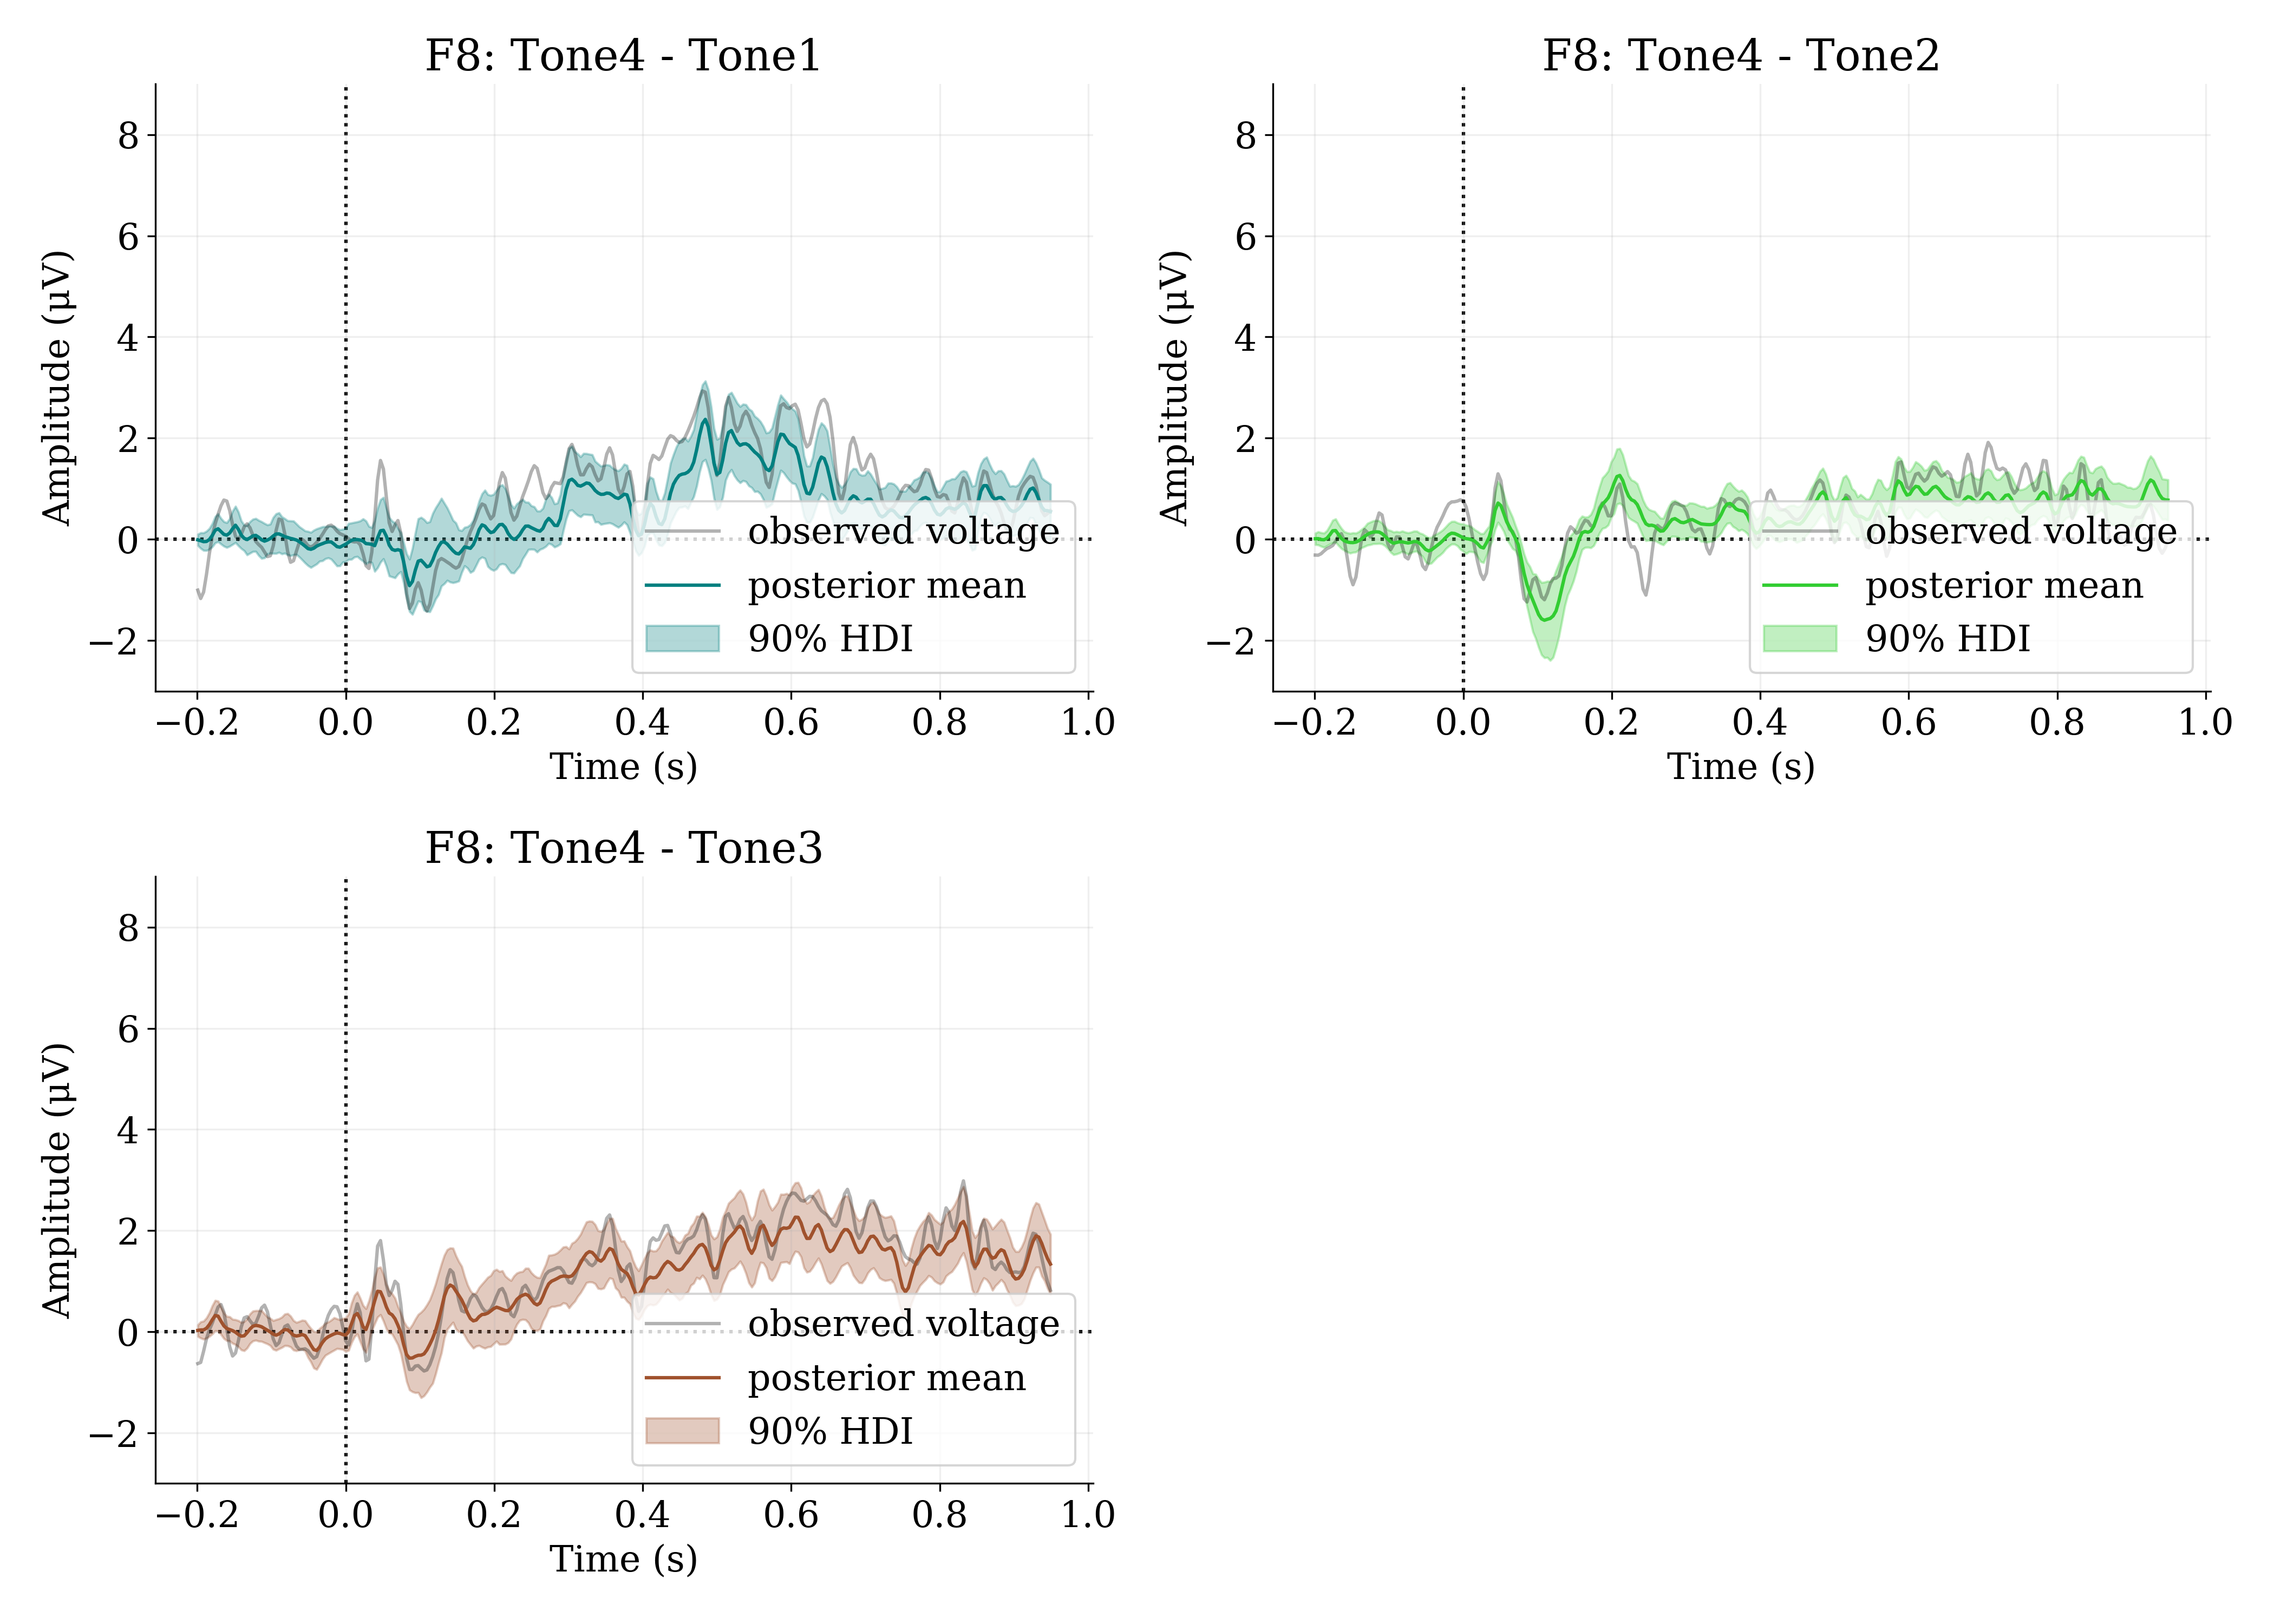 F8: Tone4 - Tone1
Amplitude (µV)
8
6
4
2
0
−2
observed voltage
posterior mean
90% HDI
−0.2 0.0 0.2 0.4 0.6 0.8 1.0
Time (s)
F8: Tone4 - Tone2
Amplitude (µV)
8
6
4
2
0
−2
observed voltage
posterior mean
90% HDI
−0.2 0.0 0.2 0.4 0.6 0.8 1.0
Time (s)
F8: Tone4 - Tone3
Amplitude (µV)
8
6
4
2
0
−2
observed voltage
posterior mean
90% HDI
−0.2 0.0 0.2 0.4 0.6 0.8 1.0
Time (s)